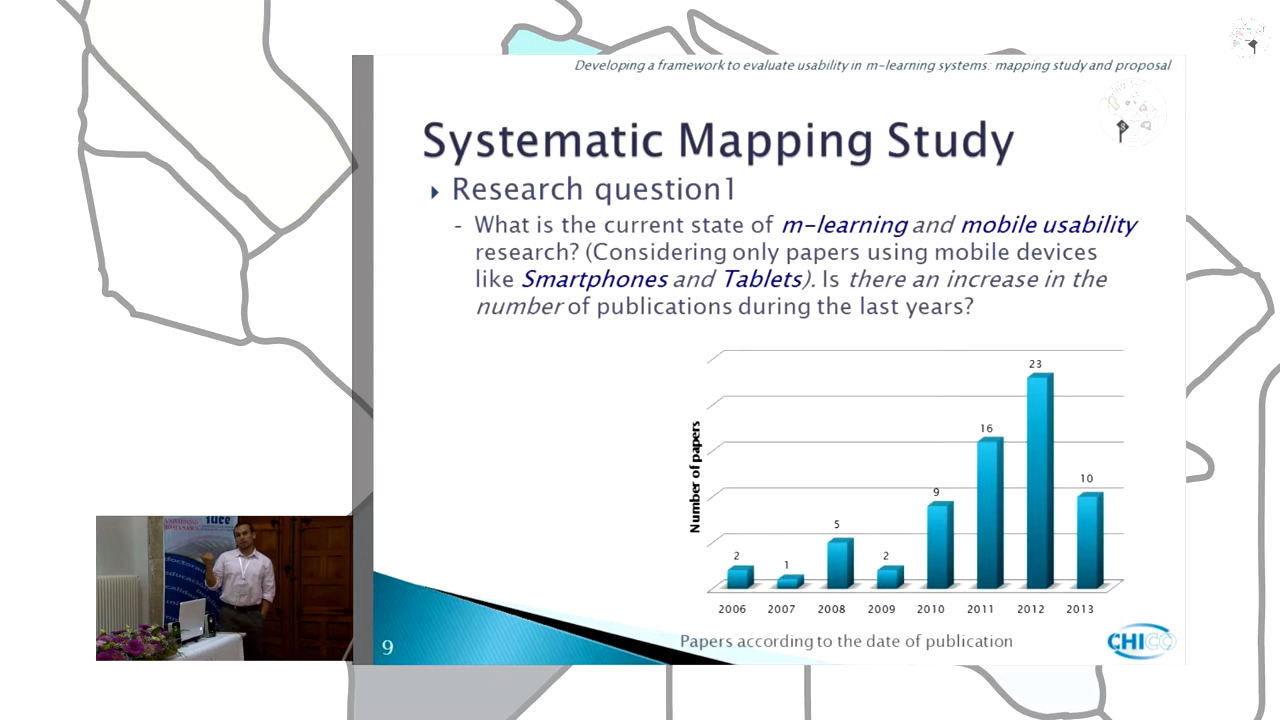 Developing a framework to evaluate usability in m-learning systems: mapping study and proposal
Systematic Mapping Study
Research question1
- What is the current state of m-learning and mobile usability
research? (Considering only papers using mobile devices
like Smartphones and Tablets). Is there an increase in the
number of publications during the last years?
Number of papers
2
1
5
2
9
16
23
10
2006 2007 2008 2009 2010 2011 2012 2013
Papers according to the date of publication
CHICO
9
iuce